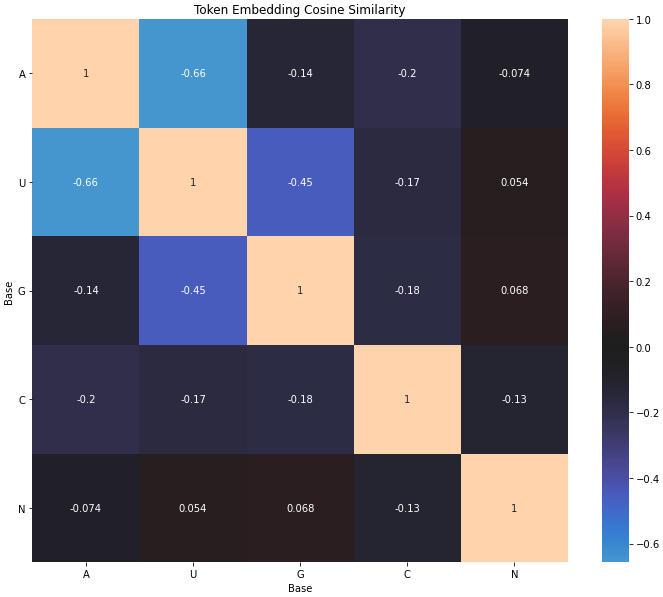 Token Embedding Cosine Similarity
A 1 -0.66 -0.14 -0.2 -0.074
U -0.66 1 -0.45 -0.17 0.054
G -0.14 -0.45 1 -0.18 0.068
C -0.2 -0.17 -0.18 1 -0.13
N -0.074 0.054 0.068 -0.13 1
A U G C N
Base
Base
1.0
0.8
0.6
0.4
0.2
0.0
−0.2
−0.4
−0.6